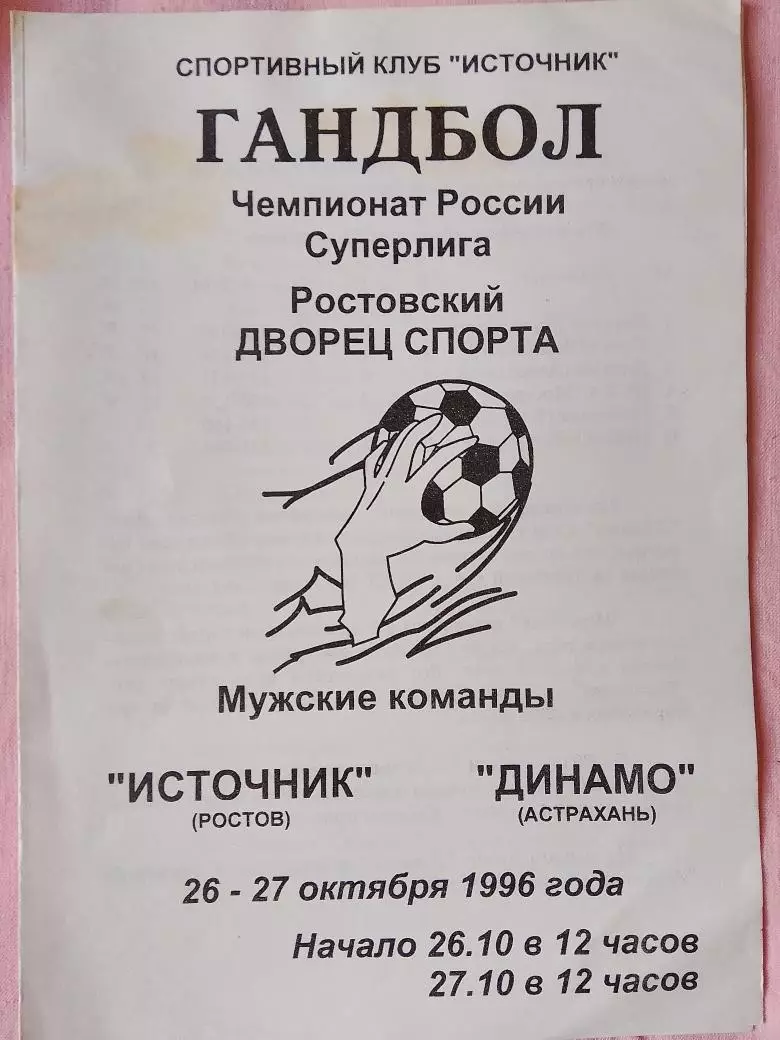 СПОРТИВНЫЙ КЛУБ "ИСТОЧНИК"
ГАНДБОЛ
Чемпионат России
Суперлига
Ростовский
ДВОРЕЦ СПОРТА
Мужские команды
"ИСТОЧНИК" "ДИНАМО"
(РОСТОВ) (АСТРАХАНЬ)
26 - 27 октября 1996 года
Начало 26.10 в 12 часов
27.10 в 12 часов